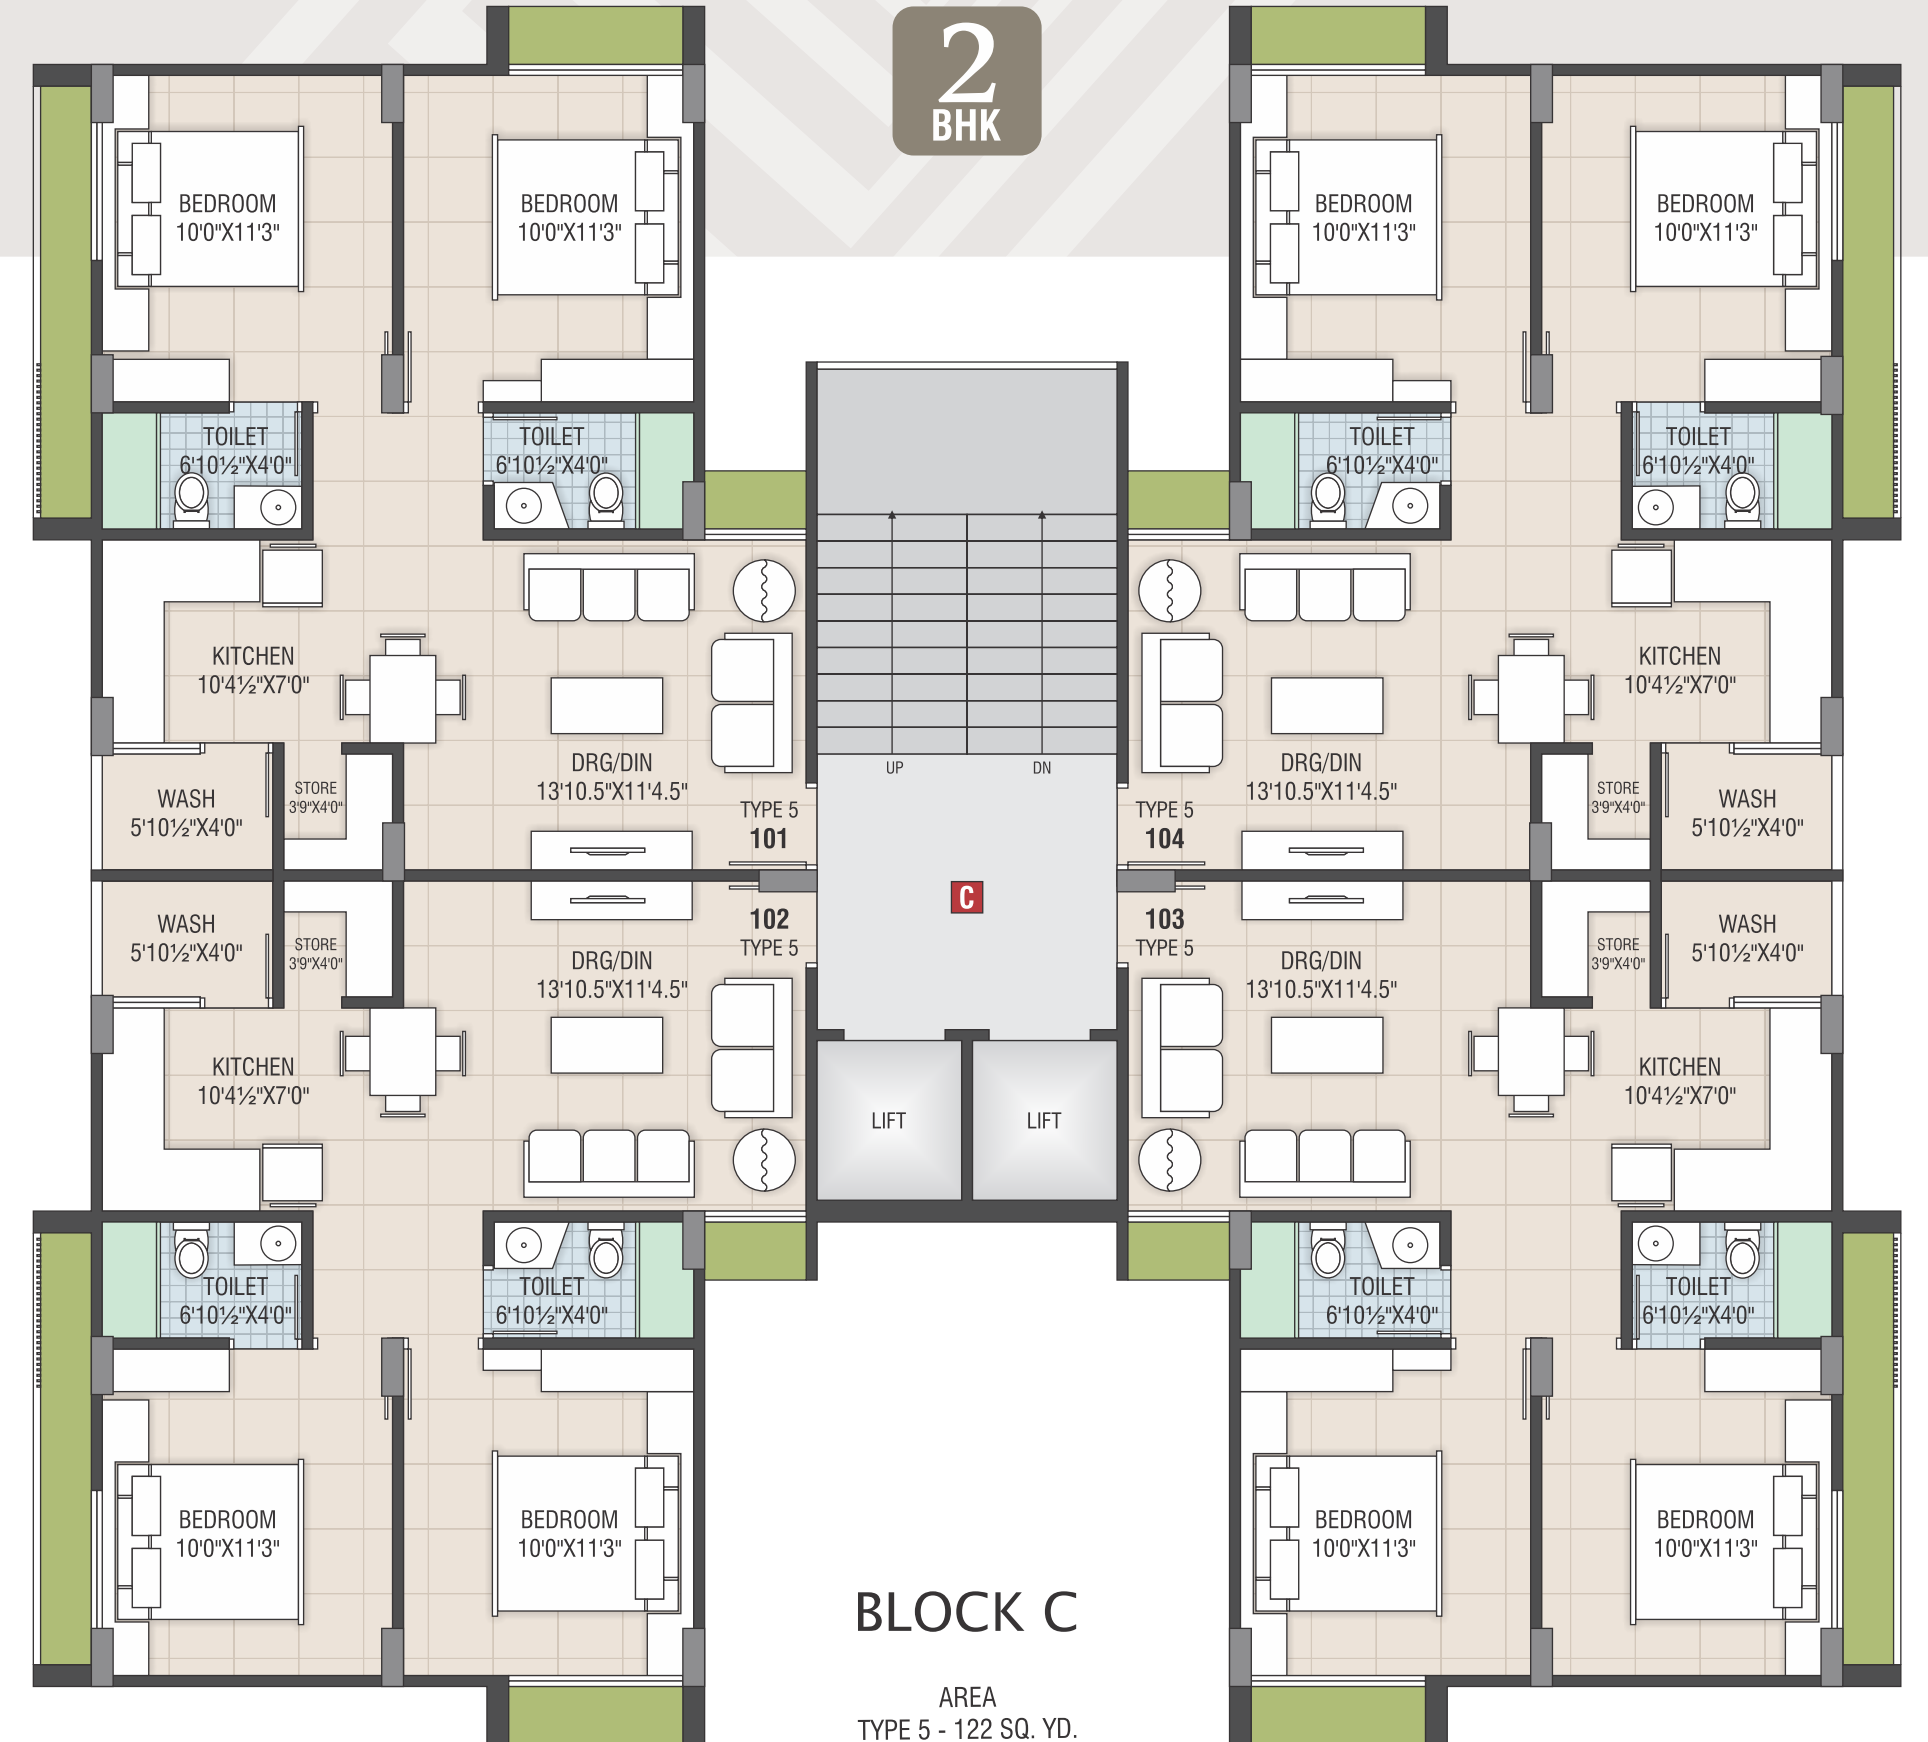 2
BHK
BEDROOM
10'0"X11'3"
BEDROOM
10'0"X11'3"
BEDROOM
10'0"X11'3"
BEDROOM
10'0"X11'3"
TOILET
6'10½"X4'0"
TOILET
6'10½"X4'0"
TOILET
6'10½"X4'0"
TOILET
6'10½"X4'0"
KITCHEN
10'4½"X7'0"
KITCHEN
10'4½"X7'0"
DRG/DIN
13'10.5"X11'4.5"
UP
DN
DRG/DIN
13'10.5"X11'4.5"
WASH
5'10½"X4'0"
STORE
3'9"X4'0"
TYPE 5
101
TYPE 5
104
STORE
3'9"X4'0"
WASH
5'10½"X4'0"
C
WASH
5'10½"X4'0"
STORE
3'9"X4'0"
102
TYPE 5
103
TYPE 5
STORE
3'9"X4'0"
WASH
5'10½"X4'0"
DRG/DIN
13'10.5"X11'4.5"
DRG/DIN
13'10.5"X11'4.5"
KITCHEN
10'4½"X7'0"
LIFT
LIFT
KITCHEN
10'4½"X7'0"
TOILET
6'10½"X4'0"
TOILET
6'10½"X4'0"
TOILET
6'10½"X4'0"
TOILET
6'10½"X4'0"
BEDROOM
10'0"X11'3"
BEDROOM
10'0"X11'3"
BEDROOM
10'0"X11'3"
BEDROOM
10'0"X11'3"
BLOCK C
AREA
TYPE 5 - 122 SQ. YD.